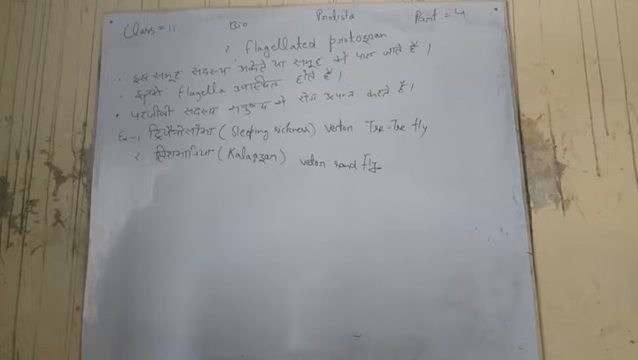 Class = 11 Bio Protista Part = 4
2 Flagellated protozoan
• इस समूह सदस्य अकेले या समूह में पाए जाते हैं।
• इनमें Flagella उपस्थित होते हैं।
• परजीवी सदस्य मनुष्य में रोग उत्पन्न करते हैं।
Ex - 1 ट्रिपैनोसोमा (Sleeping sickness) vector Tse-Tse fly
2 लिशमानिया (Kalaazar) vector sand fly